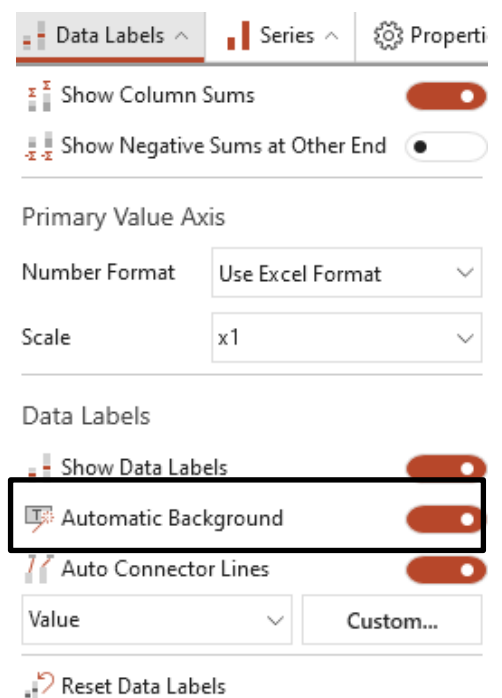 Data Labels Series Properti
Show Column Sums
Show Negative Sums at Other End
Primary Value Axis
Number Format Use Excel Format
Scale x1
Data Labels
Show Data Labels
Automatic Background
Auto Connector Lines
Value Custom...
Reset Data Labels